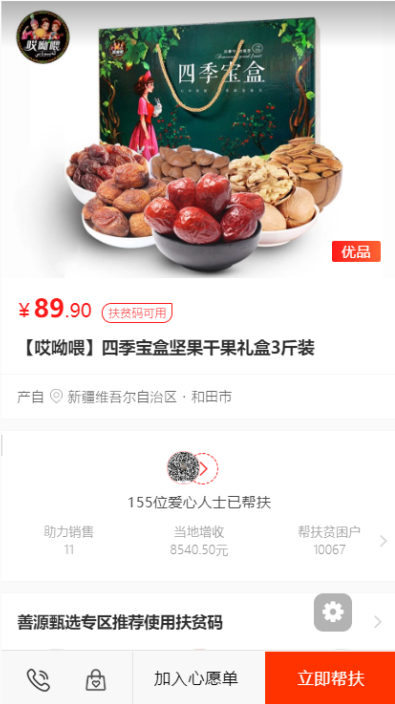 哎呦喂
四季宝盒
优品
￥89.90 扶贫码可用
【哎呦喂】四季宝盒坚果干果礼盒3斤装
产自 新疆维吾尔自治区·和田市
155位爱心人士已帮扶
助力销售 当地增收 帮扶贫困户
11 8540.50元 10067
善源甄选专区推荐使用扶贫码
加入心愿单 立即帮扶